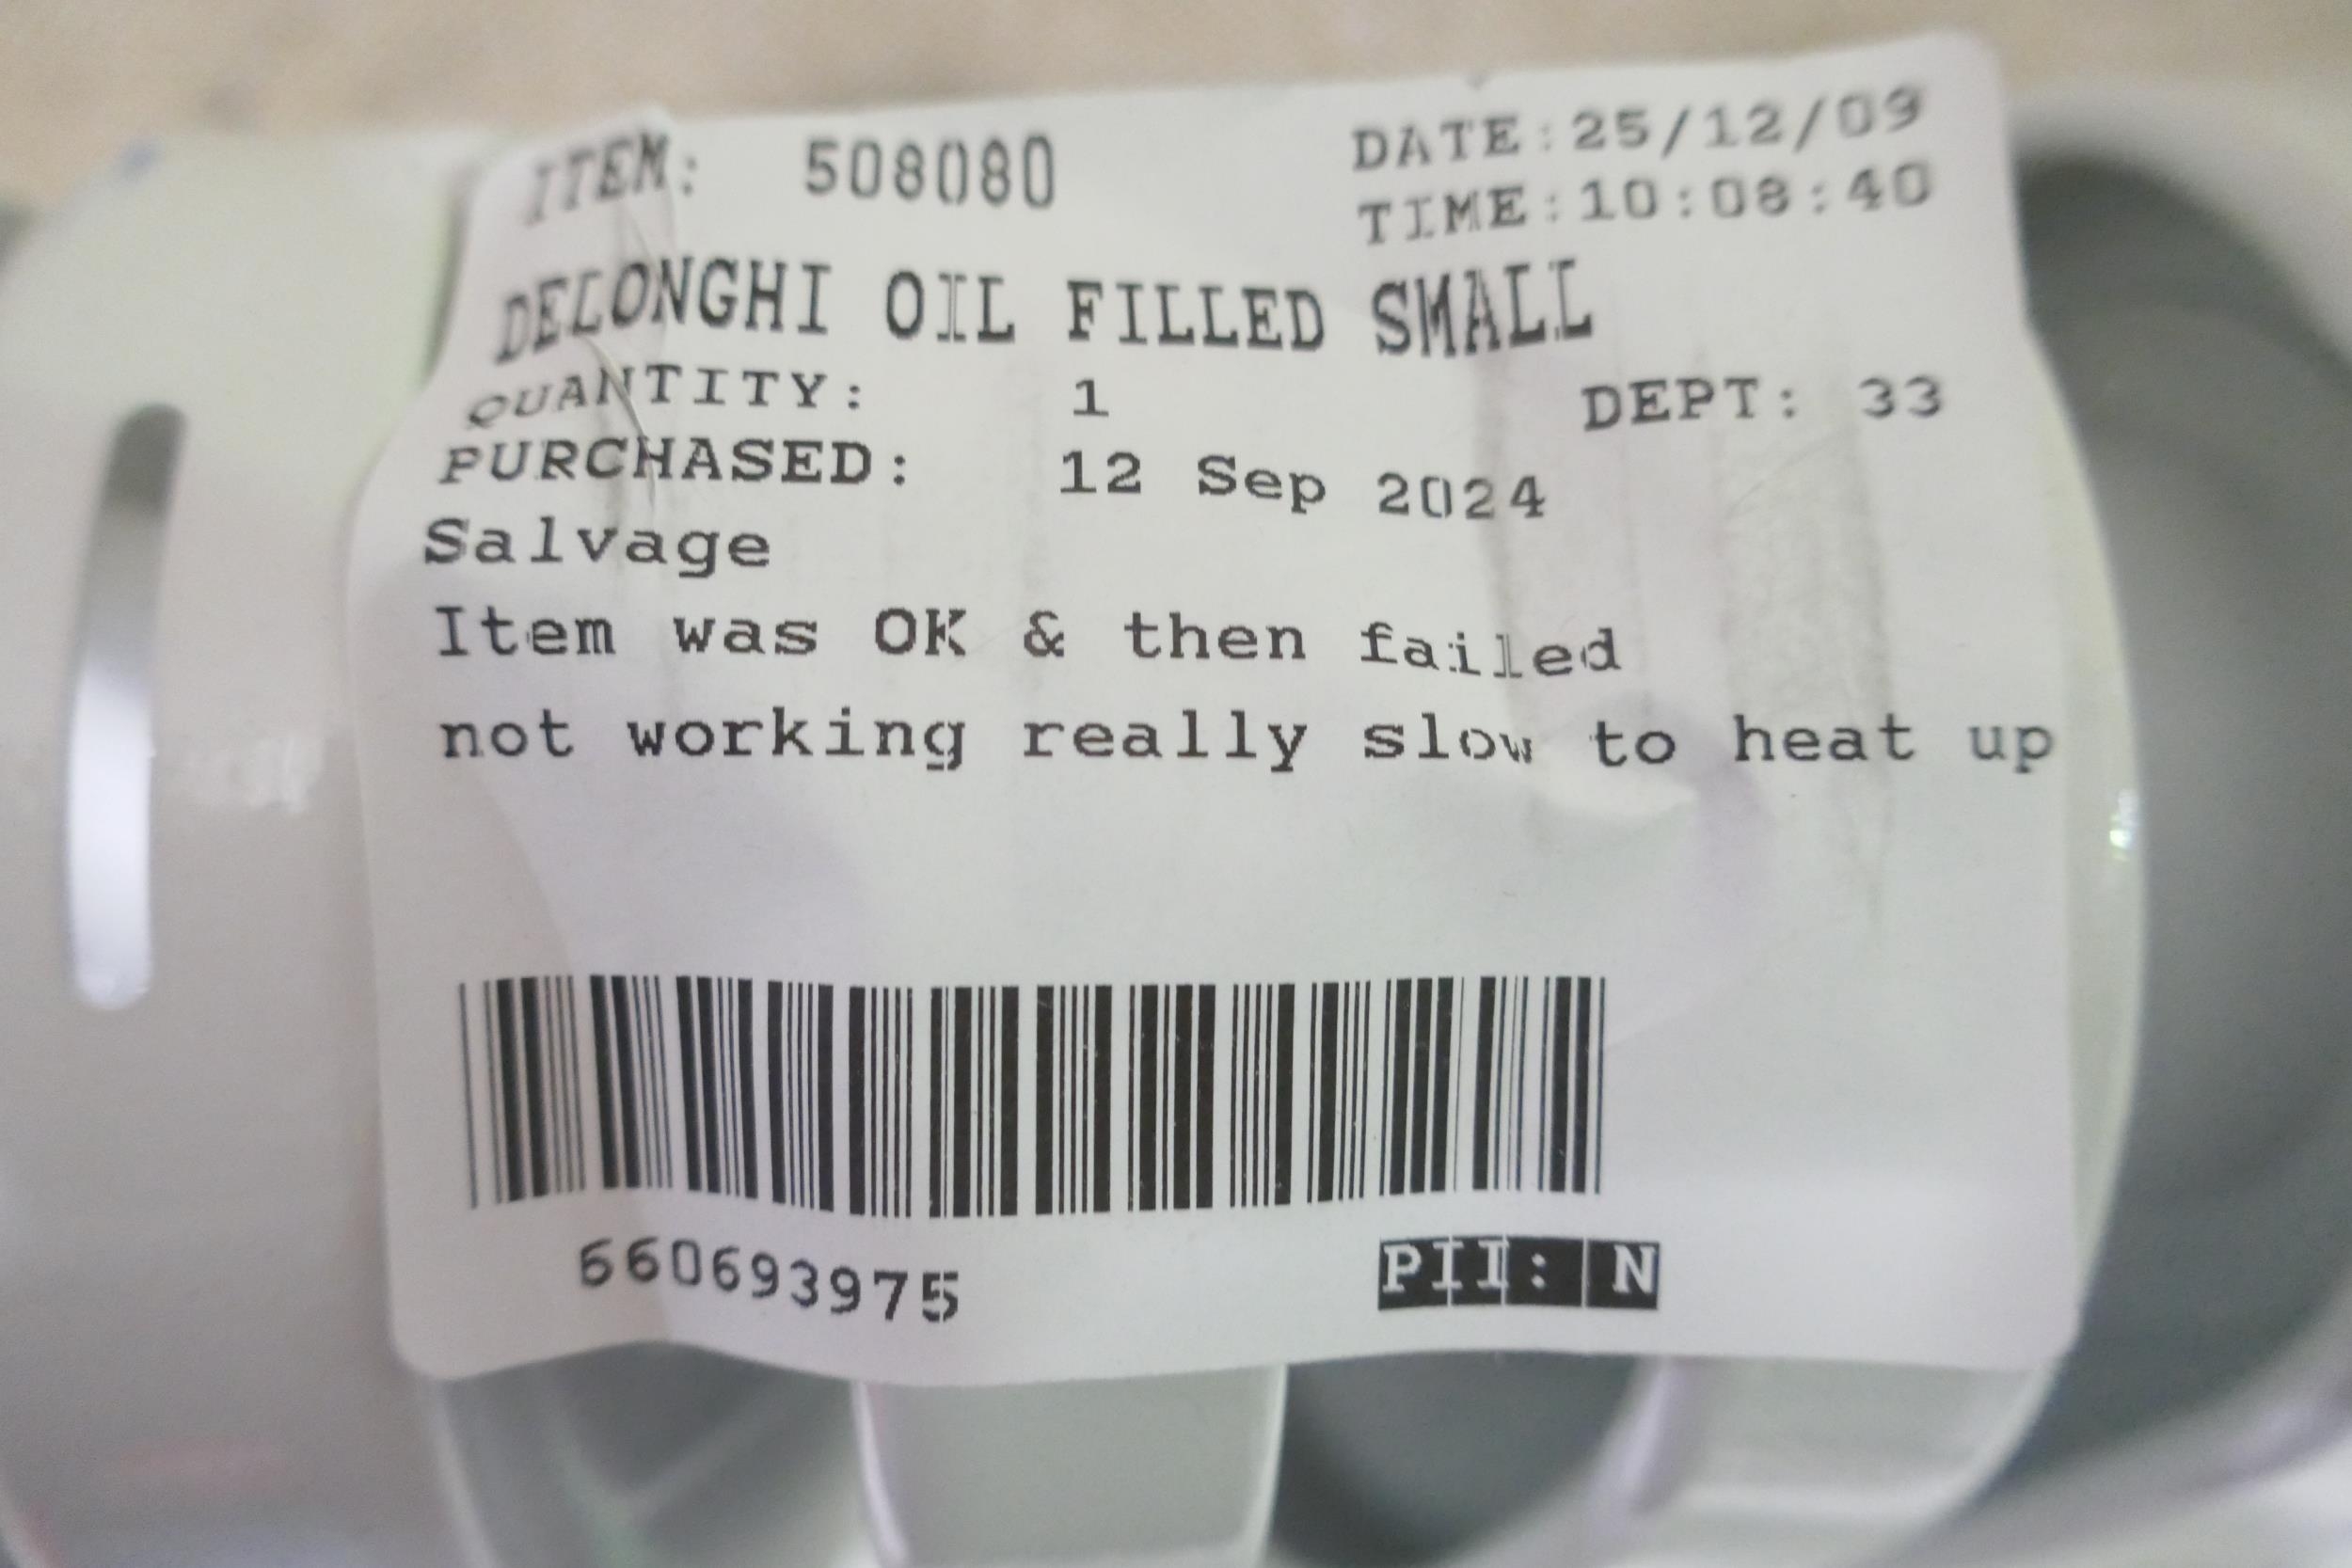 ITEM: 508080
DATE:25/12/09
TIME:10:08:40
DELONGHI OIL FILLED SMALL
QUANTITY: 1 DEPT: 33
PURCHASED: 12 Sep 2024
Salvage
Item was OK & then failed
not working really slow to heat up
660693975
PII: N